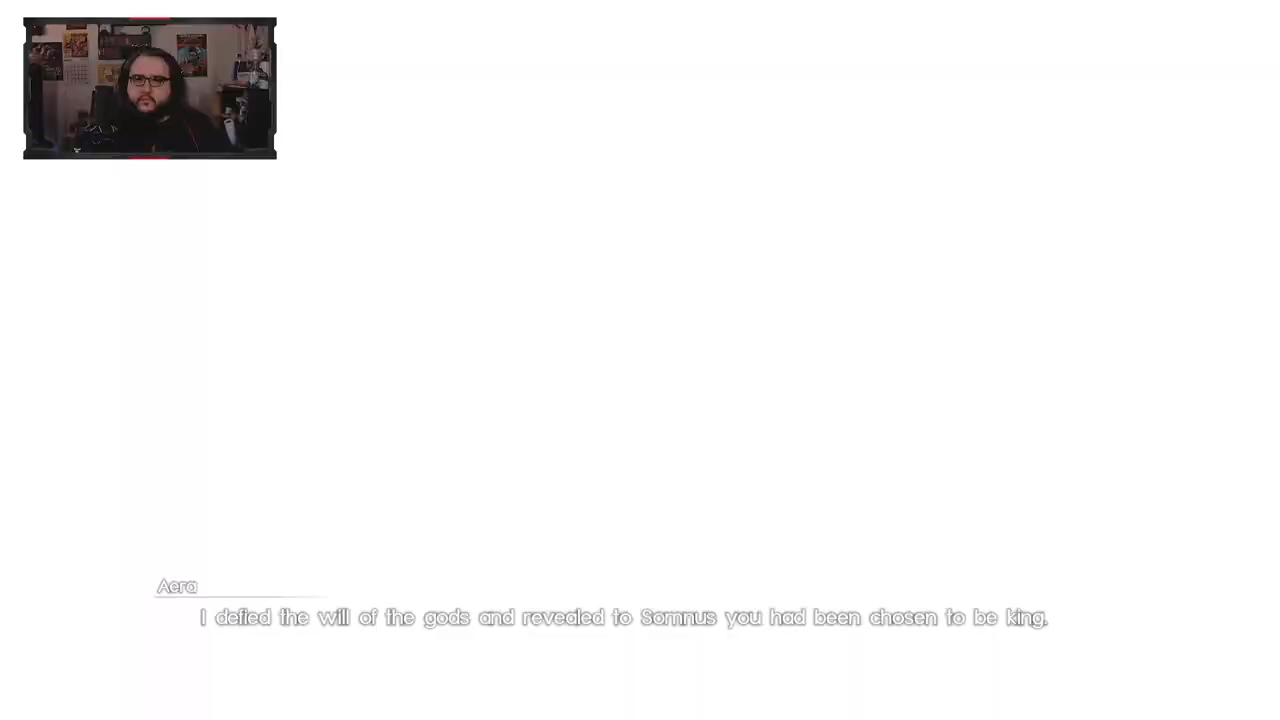 Aera
I defied the will of the gods and revealed to Somnus you had been chosen to be king.